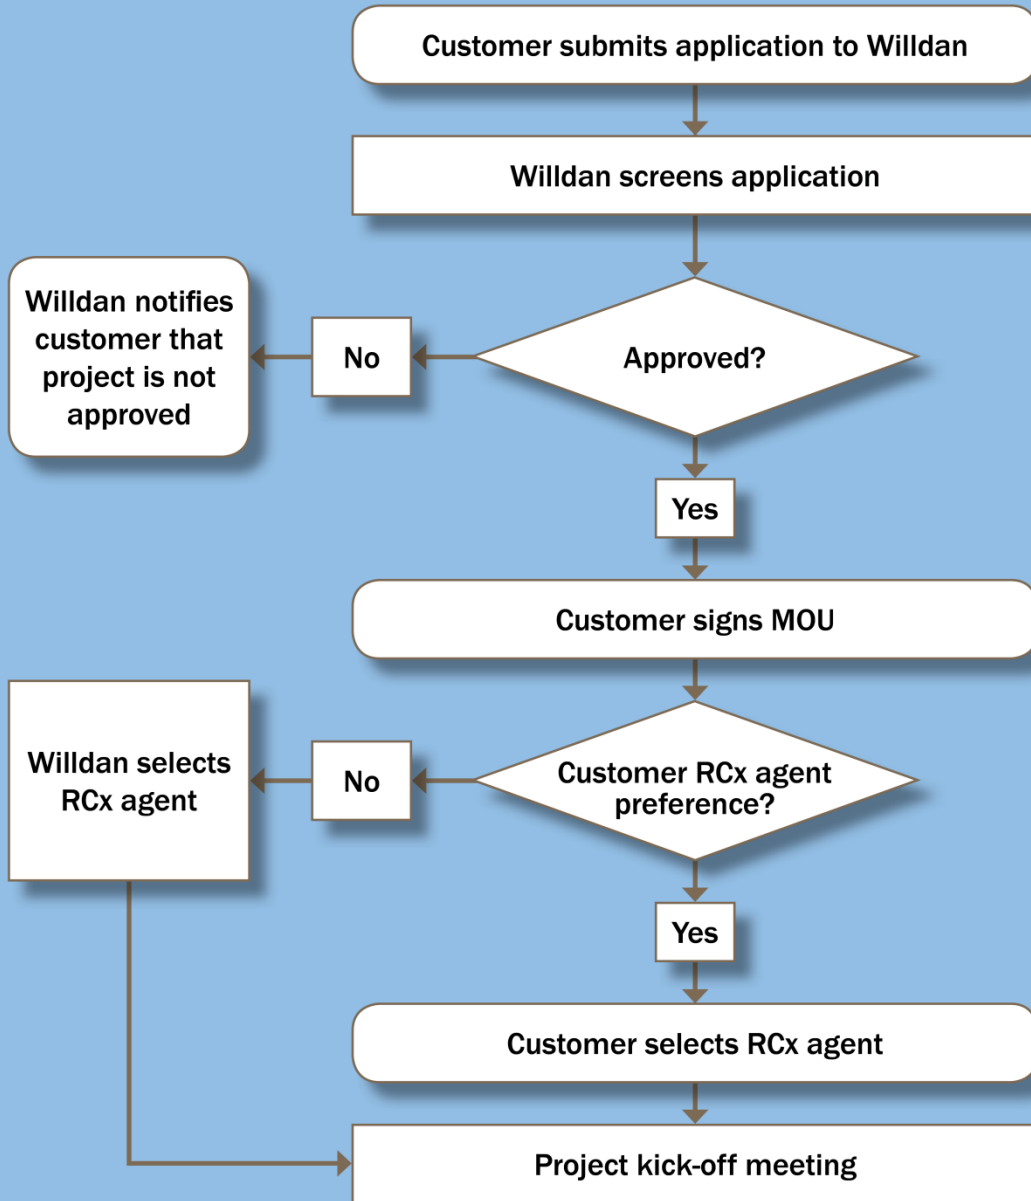 Customer submits application to Willdan
Willdan screens application
Willdan notifies
customer that
project is not
approved
No
Approved?
Yes
Customer signs MOU
Willdan selects
RCx agent
No
Customer RCx agent
preference?
Yes
Customer selects RCx agent
Project kick-off meeting